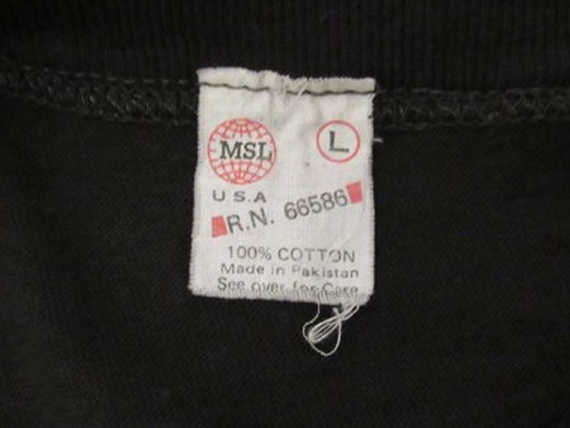 MSL L
U.S.A
R.N. 66586
100% COTTON
Made in Pakistan
See over for Care